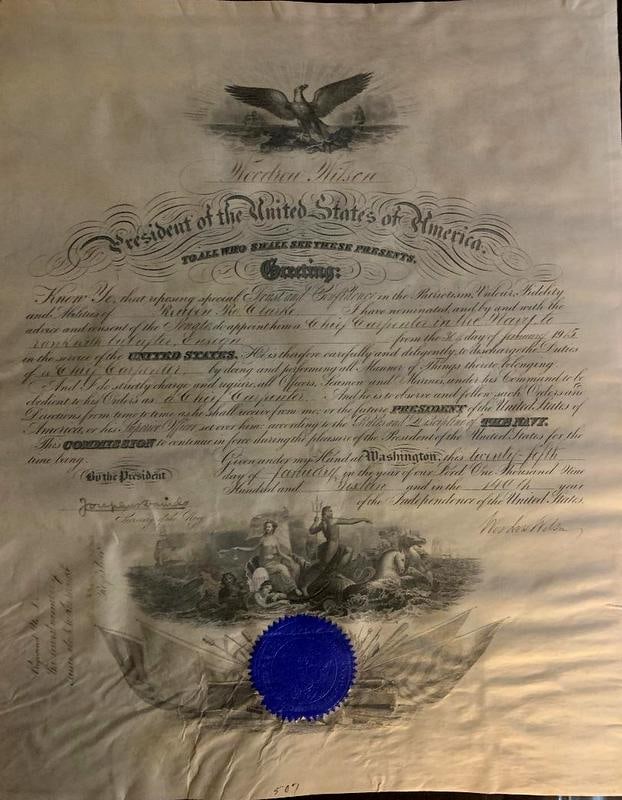 Woodrow Wilson
President of the United States of America.
TO ALL WHO SHALL SEE THESE PRESENTS,
Greeting:
Know Ye, that reposing special Trust and Confidence in the Patriotism, Valour, Fidelity
and Abilities of Reuben R. Clarke I have nominated, and by and with the
advice and consent of the Senate, do appoint him a Chief Carpenter in the Navy, to
rank with but after Ensign from the day of January 1915
in the service of the UNITED STATES. He is therefore carefully and diligently, to discharge the Duties
of a Chief Carpenter by doing and performing all Manner of Things thereto belonging.
And I do strictly charge and require, all Officers, Seamen and Marines, under his Command to be
obedient to his Orders as a Chief Carpenter. And he is to observe and follow such Orders and
Directions from time to time as he shall receive from me, or the future PRESIDENT of the United States of
America, or his Superior Officer set over him, according to the Rules and Discipline of THE NAVY.
This COMMISSION to continue in force during the pleasure of the President of the United States for the
time being.
Given under my Hand at Washington, this twenty fifth
By the President
day of January in the year of our Lord One Thousand Nine
Hundred and Sixteen and in the 140th year
of the Independence of the United States.
Josephus Daniels
Secretary of the Navy
Woodrow Wilson
Registered No. 1
507